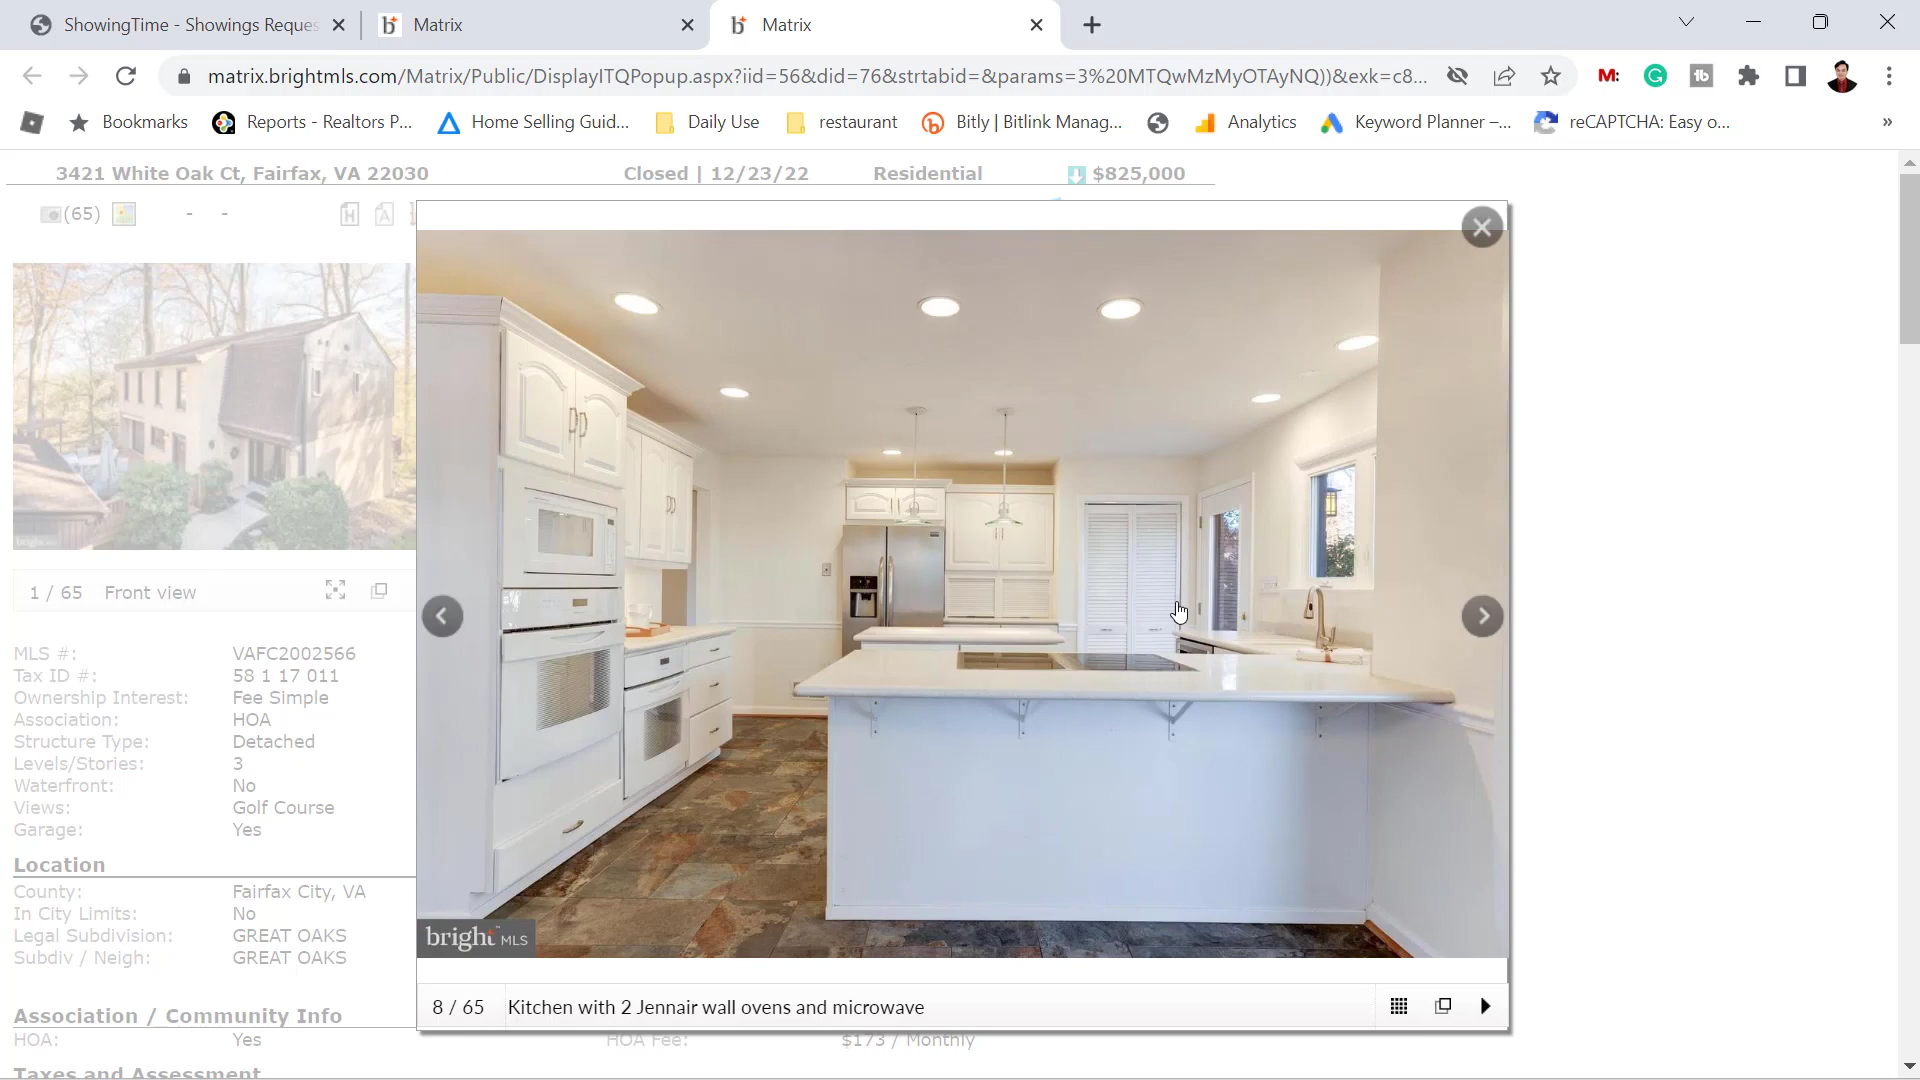 ShowingTime - Showings Reques
Matrix
Matrix
matrix.brightmls.com/Matrix/Public/DisplayITQPopup.aspx?iid=56&did=76&strtabid=&params=3%20MTQwMzMyOTAyNQ))&exk=c8...
M:
Bookmarks
Reports - Realtors P...
Home Selling Guid...
Daily Use
restaurant
Bitly | Bitlink Manag...
Analytics
Keyword Planner –...
reCAPTCHA: Easy o...
»
3421 White Oak Ct, Fairfax, VA 22030 Closed | 12/23/22 Residential $825,000
(65) - - H A
1 / 65 Front view
MLS #: VAFC2002566
Tax ID #: 58 1 17 011
Ownership Interest: Fee Simple
Association: HOA
Structure Type: Detached
Levels/Stories: 3
Waterfront: No
Views: Golf Course
Garage: Yes
Location
County: Fairfax City, VA
In City Limits: No
Legal Subdivision: GREAT OAKS
Subdiv / Neigh: GREAT OAKS
bright™ MLS
8 / 65 Kitchen with 2 Jennair wall ovens and microwave
Association / Community Info
HOA: Yes HOA Fee: $173 / Monthly
Taxes and Assessment